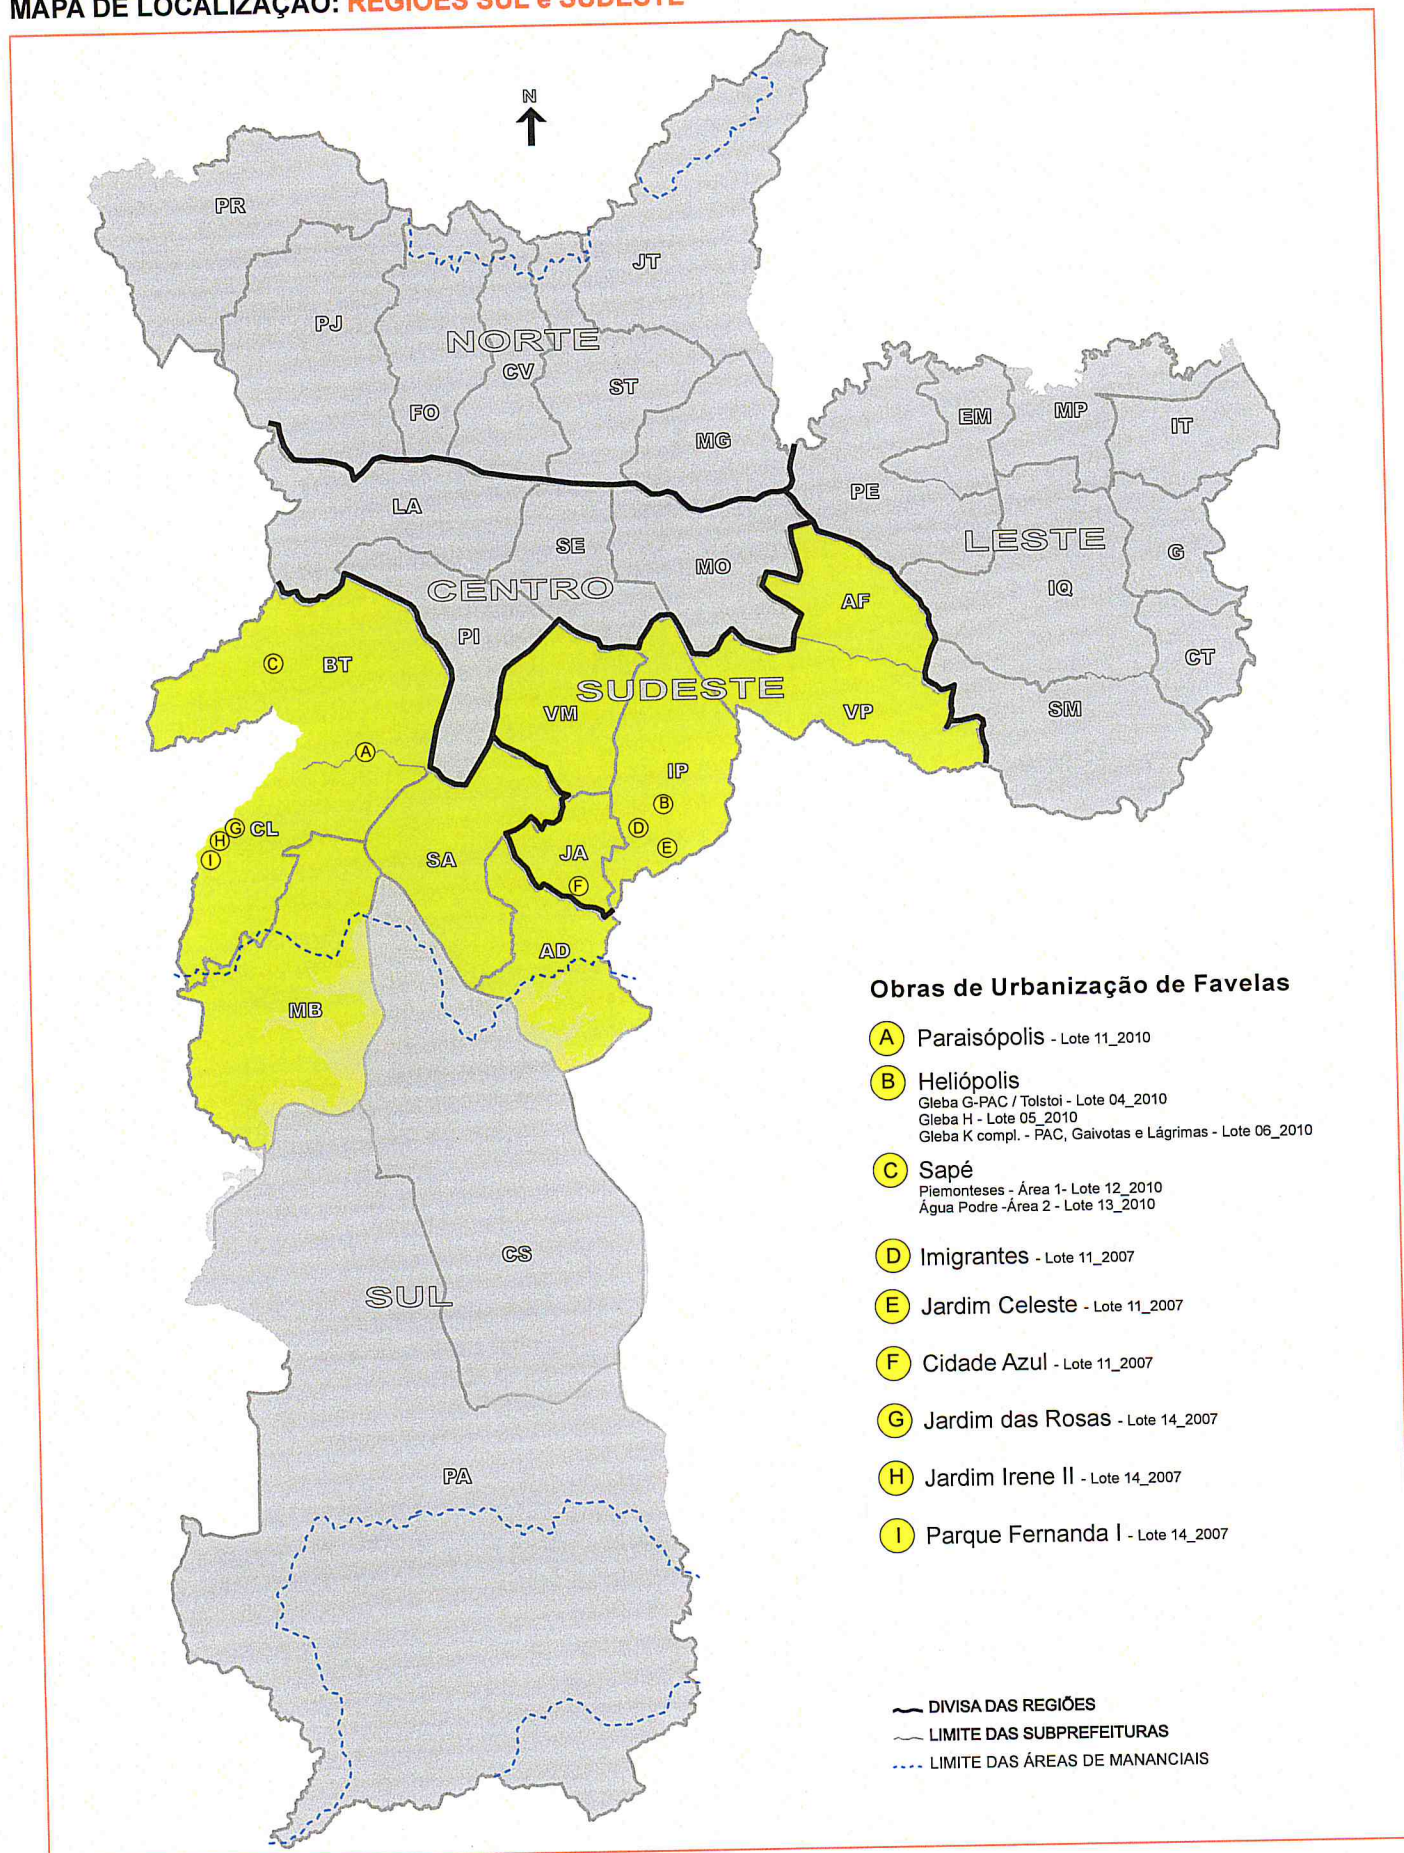 MAPA DE LOCALIZAÇÃO: REGIÕES SUL e SUDESTE
N
PR
JT
PJ
NORTE
CV
ST
FO
MG
EM
MP
IT
PE
LA
SE
MO
LESTE
G
CENTRO
IQ
AF
PI
CT
C
BT
SUDESTE
VM
VP
SM
A
IP
B
G
CL
D
H
E
I
SA
JA
F
AD
MB
CS
SUL
PA
Obras de Urbanização de Favelas
A Paraisópolis - Lote 11_2010
B Heliópolis
Gleba G-PAC / Tolstoi - Lote 04_2010
Gleba H - Lote 05_2010
Gleba K compl. - PAC, Gaivotas e Lágrimas - Lote 06_2010
C Sapé
Piemonteses - Área 1- Lote 12_2010
Água Podre -Área 2 - Lote 13_2010
D Imigrantes - Lote 11_2007
E Jardim Celeste - Lote 11_2007
F Cidade Azul - Lote 11_2007
G Jardim das Rosas - Lote 14_2007
H Jardim Irene II - Lote 14_2007
I Parque Fernanda I - Lote 14_2007
DIVISA DAS REGIÕES
LIMITE DAS SUBPREFEITURAS
LIMITE DAS ÁREAS DE MANANCIAIS